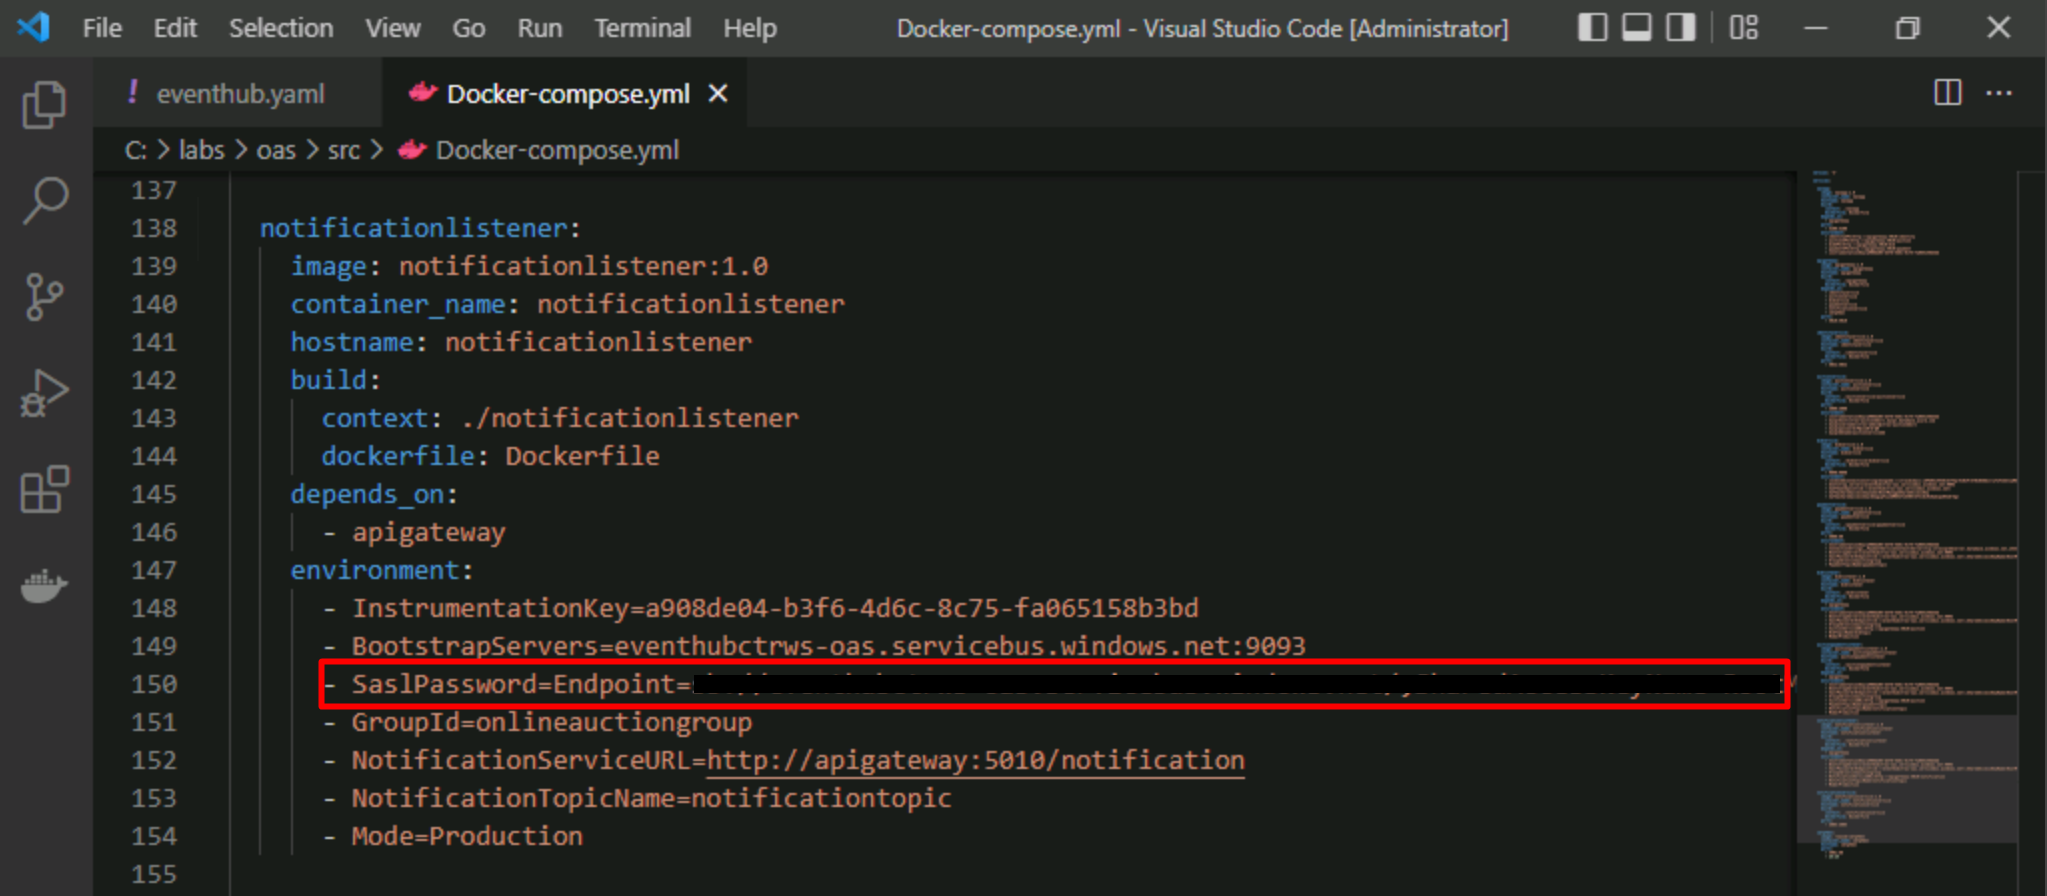 File Edit Selection View Go Run Terminal Help Docker-compose.yml - Visual Studio Code [Administrator]
! eventhub.yaml Docker-compose.yml
C: > labs > oas > src > Docker-compose.yml
137
138 notificationlistener:
139 image: notificationlistener:1.0
140 container_name: notificationlistener
141 hostname: notificationlistener
142 build:
143 context: ./notificationlistener
144 dockerfile: Dockerfile
145 depends_on:
146 - apigateway
147 environment:
148 - InstrumentationKey=a908de04-b3f6-4d6c-8c75-fa065158b3bd
149 - BootstrapServers=eventhubctrws-oas.servicebus.windows.net:9093
150 - SaslPassword=Endpoint=
151 - GroupId=onlineauctiongroup
152 - NotificationServiceURL=http://apigateway:5010/notification
153 - NotificationTopicName=notificationtopic
154 - Mode=Production
155